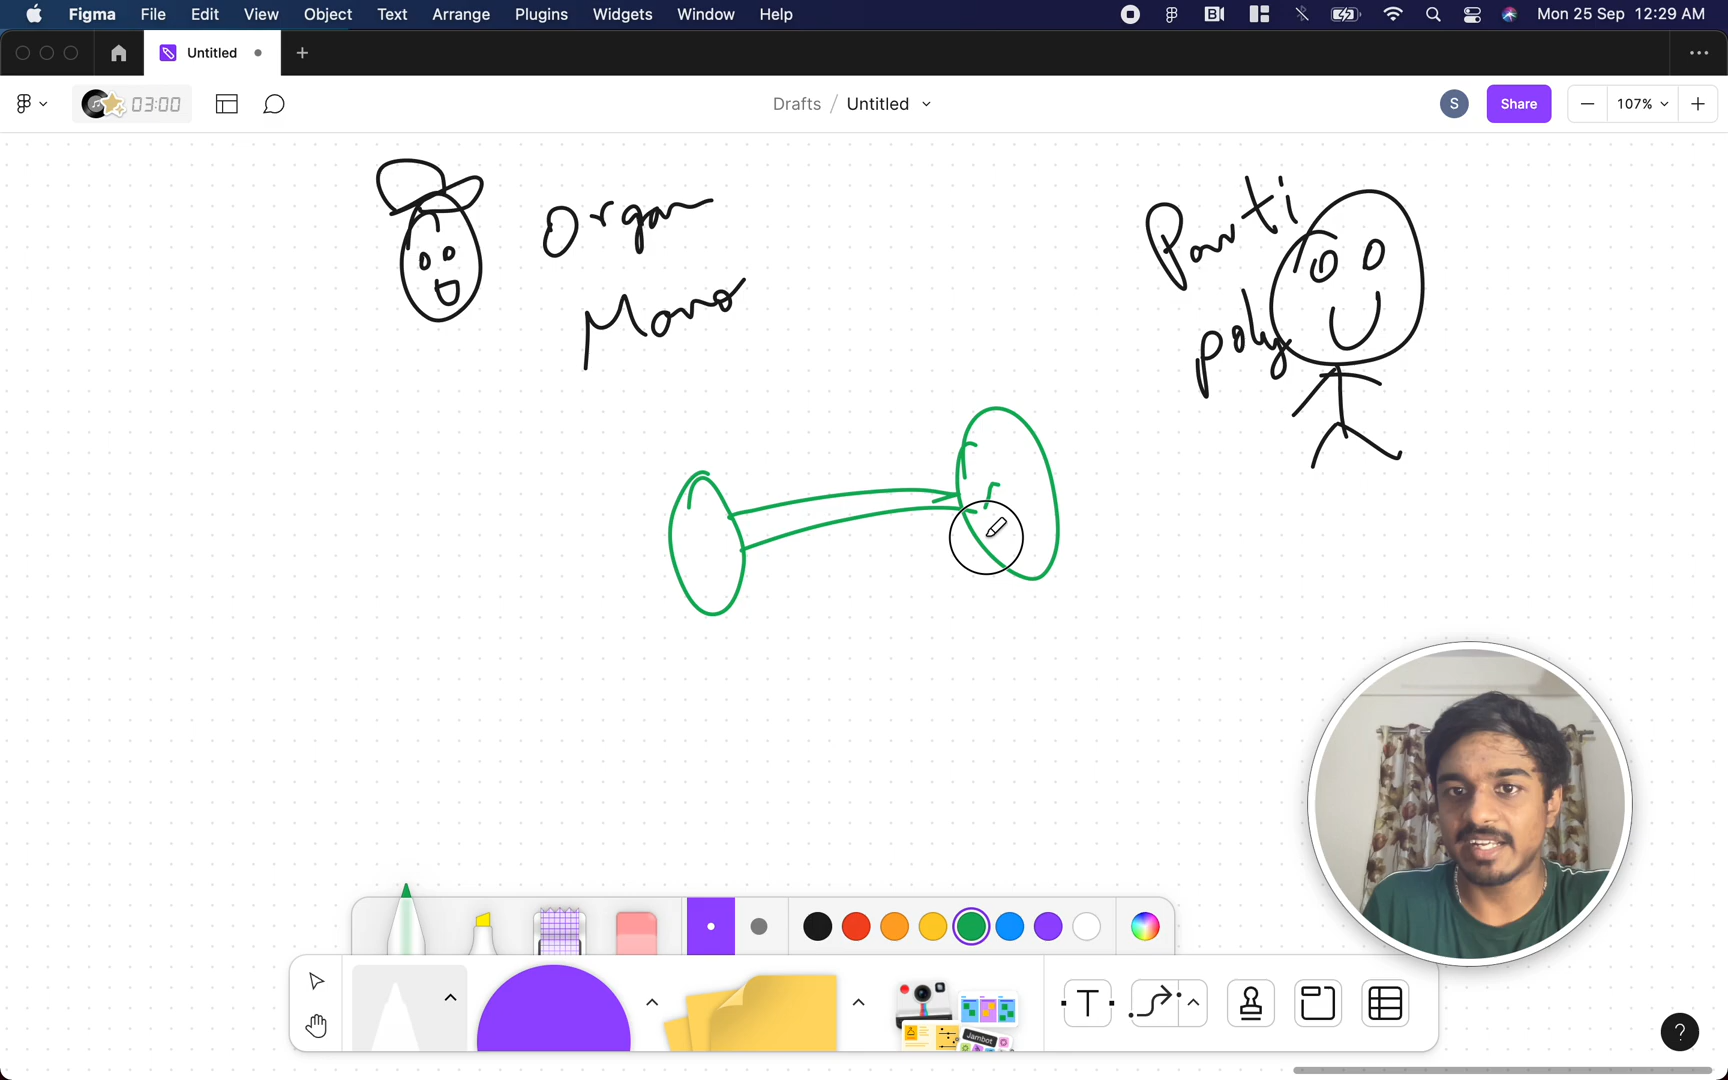 Figma File Edit View Object Text Arrange Plugins Widgets Window Help Mon 25 Sep 12:29 AM
Untitled
03:00 Drafts / Untitled S Share 107%
Organ
Mono
Parti
poly
Jambot
T
?